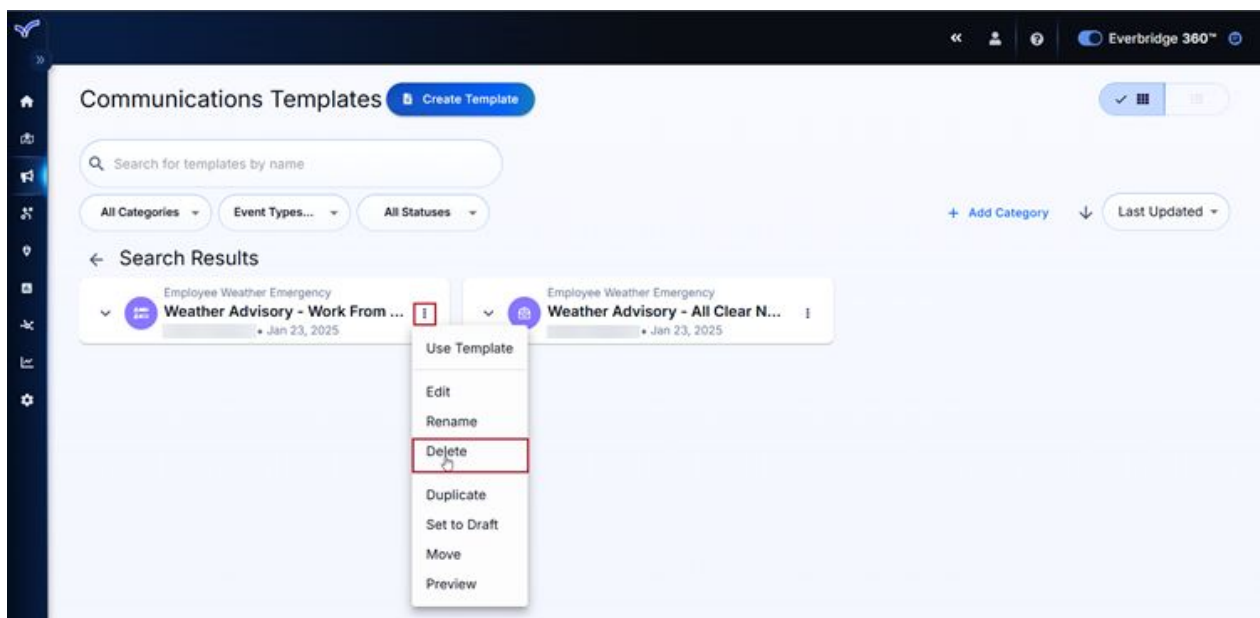 Everbridge 360™
Communications Templates
Create Template
Search for templates by name
All Categories
Event Types...
All Statuses
+ Add Category
Last Updated
Search Results
Employee Weather Emergency
Weather Advisory - Work From ...
• Jan 23, 2025
Employee Weather Emergency
Weather Advisory - All Clear N...
• Jan 23, 2025
Use Template
Edit
Rename
Delete
Duplicate
Set to Draft
Move
Preview